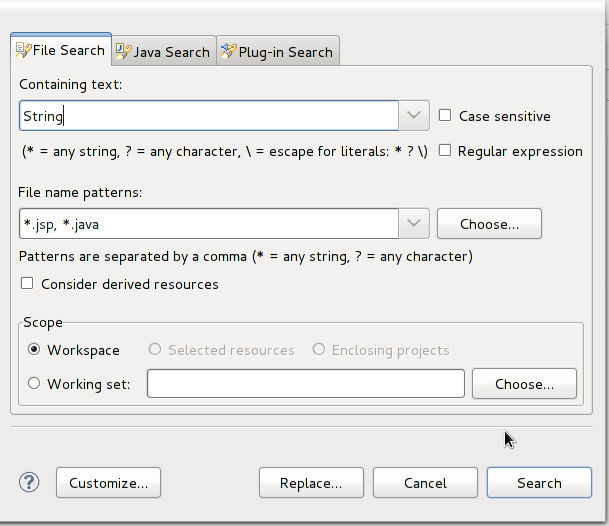 File Search Java Search Plug-in Search
Containing text:
String Case sensitive
(* = any string, ? = any character, \ = escape for literals: * ? \) Regular expression
File name patterns:
*.jsp, *.java Choose...
Patterns are separated by a comma (* = any string, ? = any character)
Consider derived resources
Scope
Workspace Selected resources Enclosing projects
Working set: Choose...
? Customize... Replace... Cancel Search